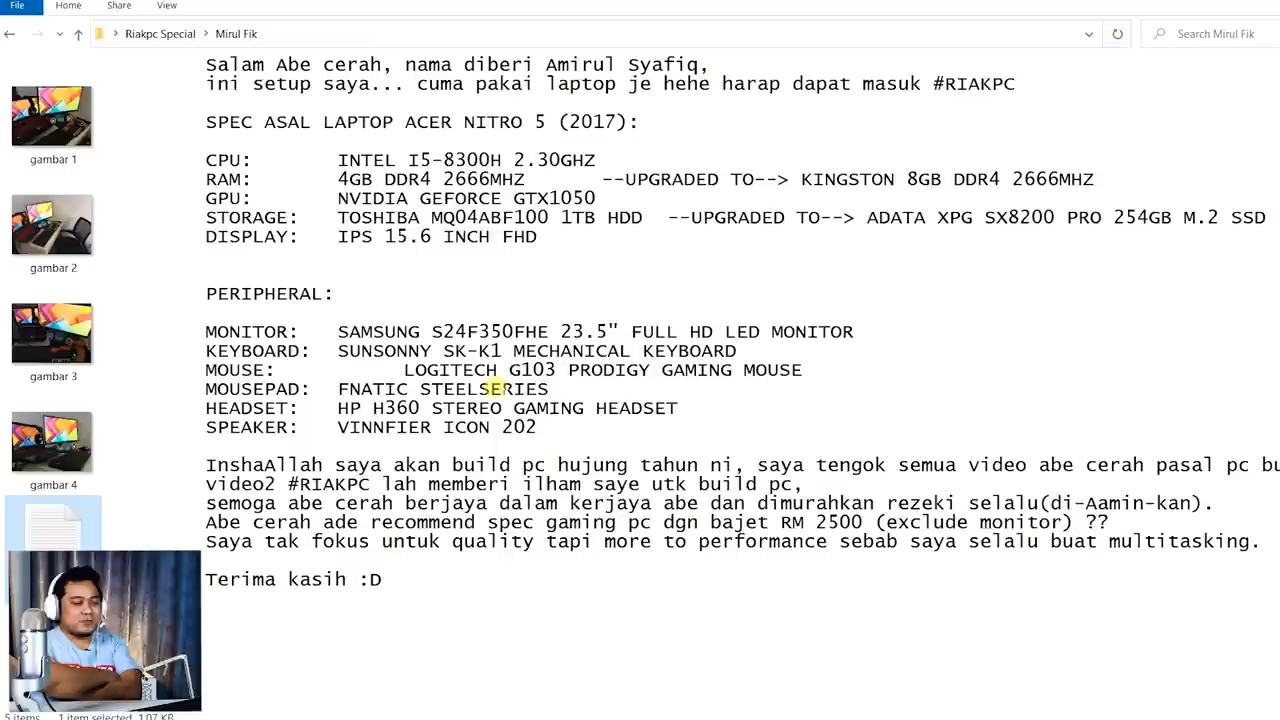 File Home Share View
Riakpc Special Mirul Fik Search Mirul Fik
Salam Abe cerah, nama diberi Amirul Syafiq,
ini setup saya... cuma pakai laptop je hehe harap dapat masuk #RIAKPC
SPEC ASAL LAPTOP ACER NITRO 5 (2017):
CPU: INTEL I5-8300H 2.30GHZ
RAM: 4GB DDR4 2666MHZ --UPGRADED TO--> KINGSTON 8GB DDR4 2666MHZ
GPU: NVIDIA GEFORCE GTX1050
STORAGE: TOSHIBA MQ04ABF100 1TB HDD --UPGRADED TO--> ADATA XPG SX8200 PRO 254GB M.2 SSD
DISPLAY: IPS 15.6 INCH FHD
PERIPHERAL:
MONITOR: SAMSUNG S24F350FHE 23.5" FULL HD LED MONITOR
KEYBOARD: SUNSONNY SK-K1 MECHANICAL KEYBOARD
MOUSE: LOGITECH G103 PRODIGY GAMING MOUSE
MOUSEPAD: FNATIC STEELSERIES
HEADSET: HP H360 STEREO GAMING HEADSET
SPEAKER: VINNFIER ICON 202
InshaAllah saya akan build pc hujung tahun ni, saya tengok semua video abe cerah pasal pc bu
video2 #RIAKPC lah memberi ilham saye utk build pc,
semoga abe cerah berjaya dalam kerjaya abe dan dimurahkan rezeki selalu(di-Aamin-kan).
Abe cerah ade recommend spec gaming pc dgn bajet RM 2500 (exclude monitor) ??
Saya tak fokus untuk quality tapi more to performance sebab saya selalu buat multitasking.
Terima kasih :D
gambar 1
gambar 2
gambar 3
gambar 4
5 items 1 item selected 1.07 KB